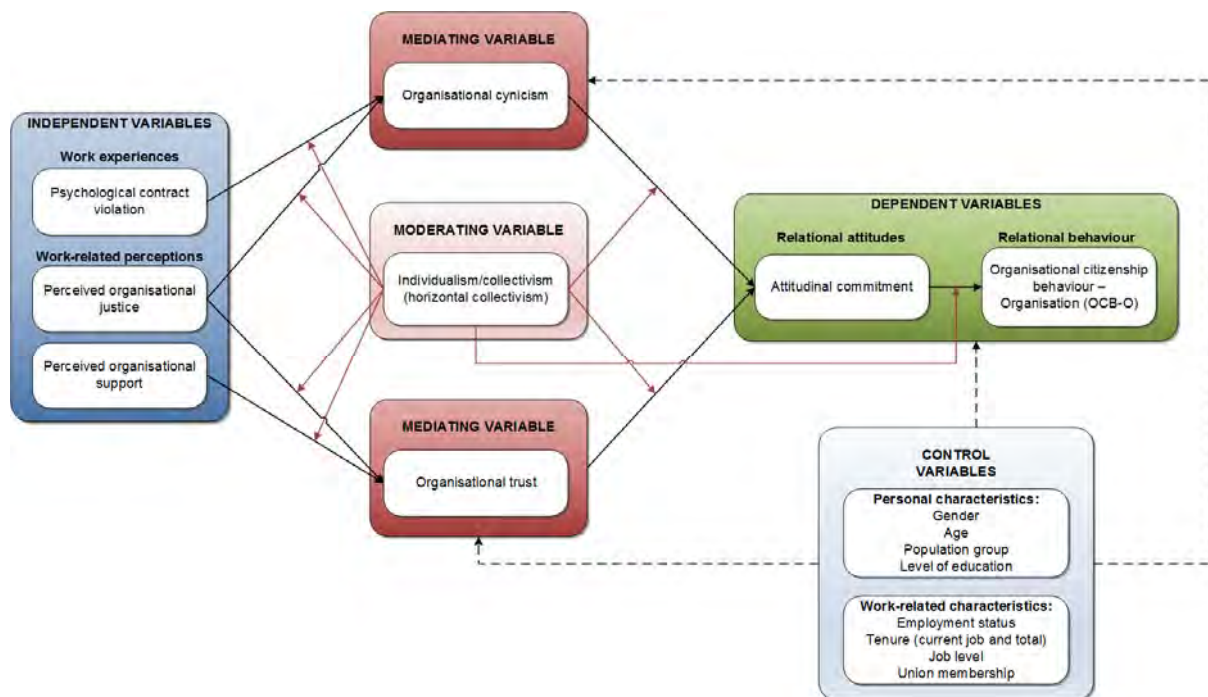 INDEPENDENT VARIABLES
Work experiences
Psychological contract
violation
Work-related perceptions
Perceived organisational
justice
Perceived organisational
support
MEDIATING VARIABLE
Organisational cynicism
MODERATING VARIABLE
Individualism/collectivism
(horizontal collectivism)
MEDIATING VARIABLE
Organisational trust
DEPENDENT VARIABLES
Relational attitudes
Attitudinal commitment
Relational behaviour
Organisational citizenship
behaviour –
Organisation (OCB-O)
CONTROL
VARIABLES
Personal characteristics:
Gender
Age
Population group
Level of education
Work-related characteristics:
Employment status
Tenure (current job and total)
Job level
Union membership